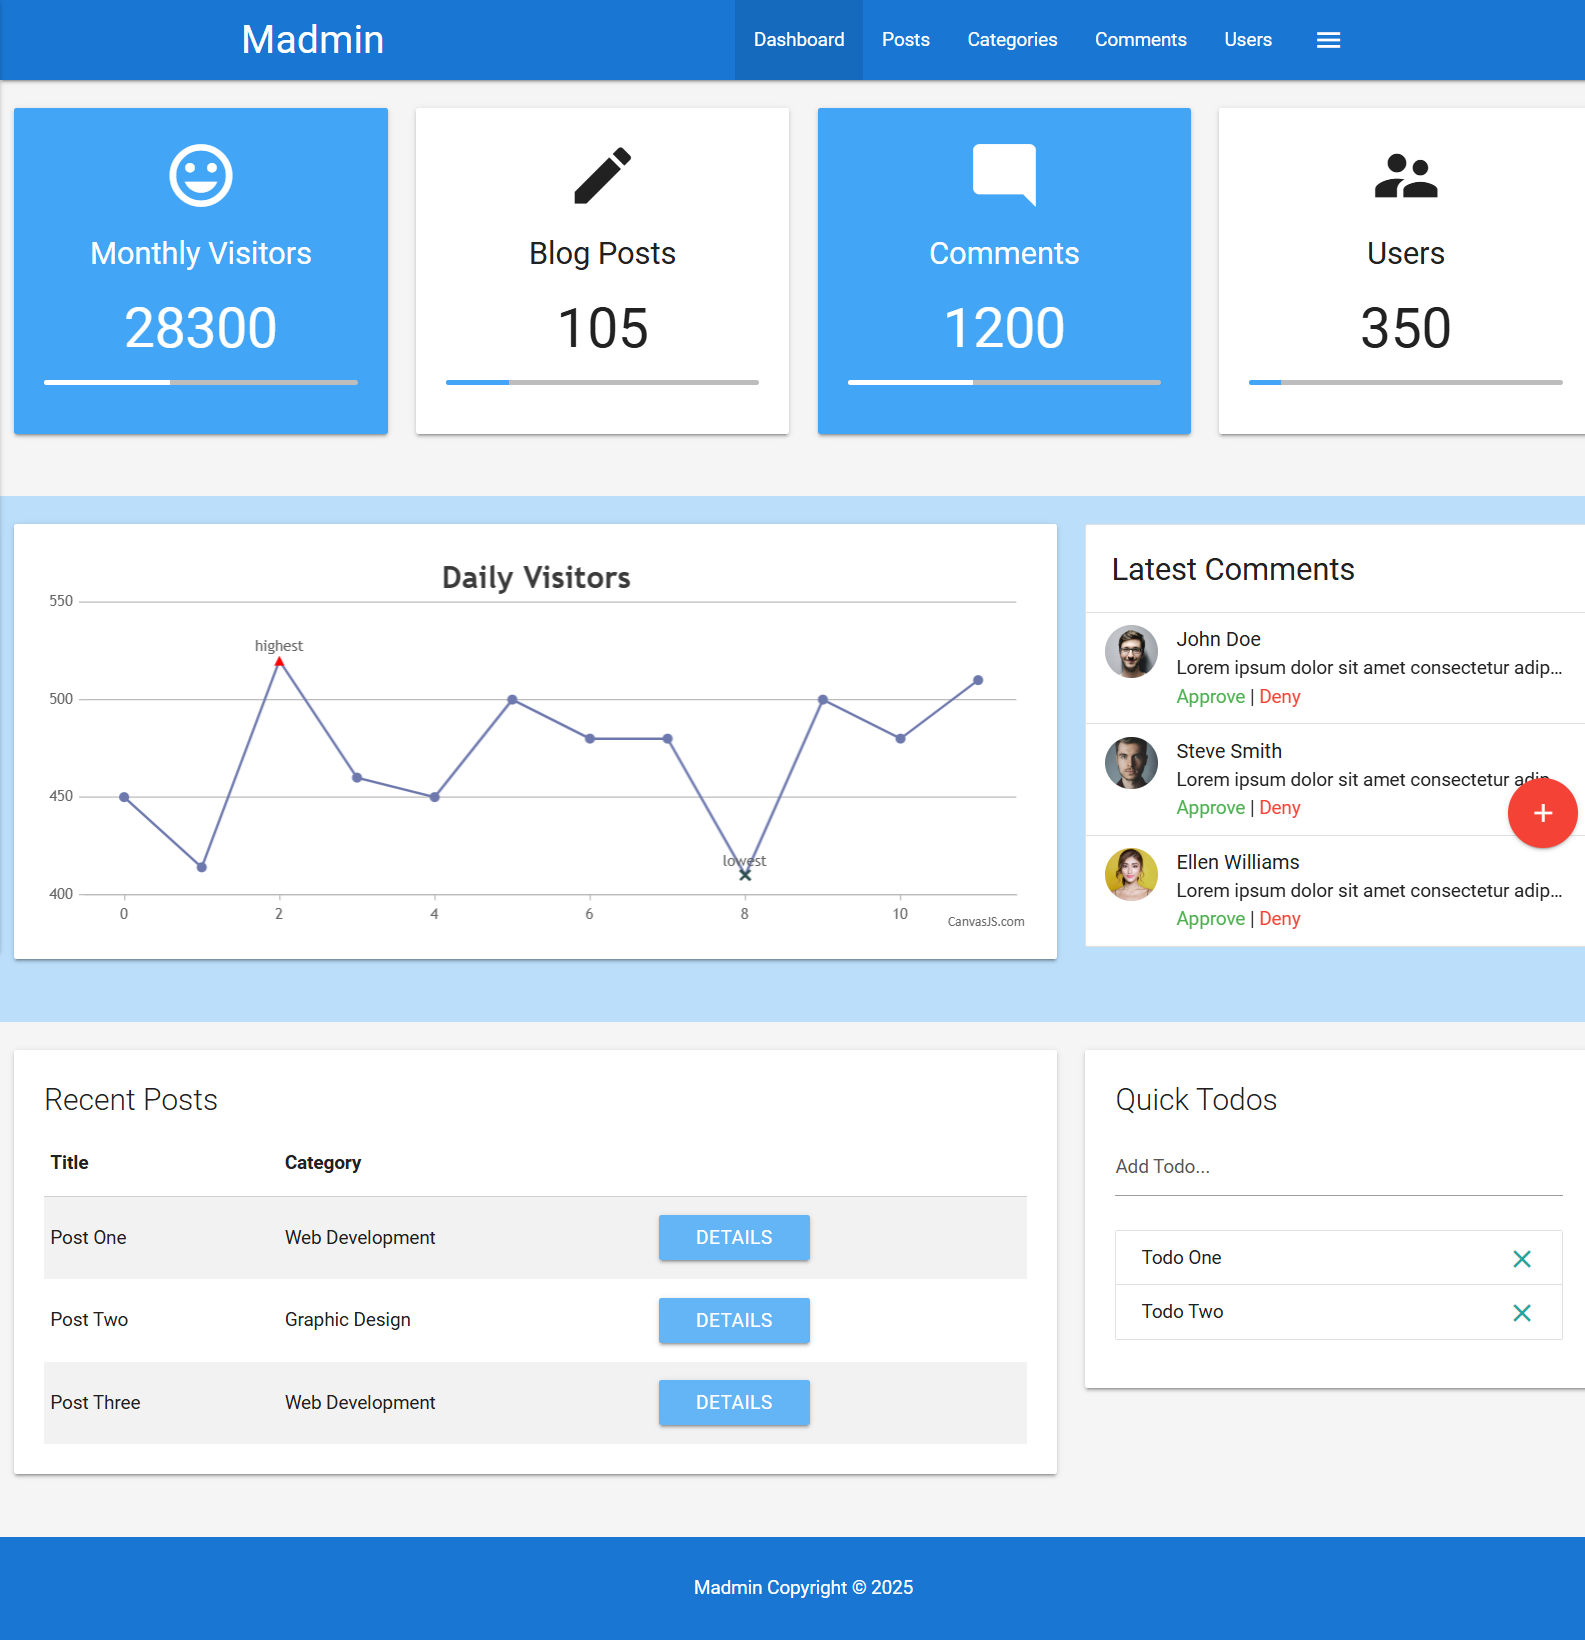 Madmin
Dashboard Posts Categories Comments Users
Monthly Visitors
28300
Blog Posts
105
Comments
1200
Users
350
Daily Visitors
550
500
450
400
highest
lowest
0 2 4 6 8 10
CanvasJS.com
Latest Comments
John Doe
Lorem ipsum dolor sit amet consectetur adip...
Approve | Deny
Steve Smith
Lorem ipsum dolor sit amet consectetur adip...
Approve | Deny
Ellen Williams
Lorem ipsum dolor sit amet consectetur adip...
Approve | Deny
Recent Posts
Title Category
Post One Web Development DETAILS
Post Two Graphic Design DETAILS
Post Three Web Development DETAILS
Quick Todos
Add Todo...
Todo One
Todo Two
Madmin Copyright © 2025